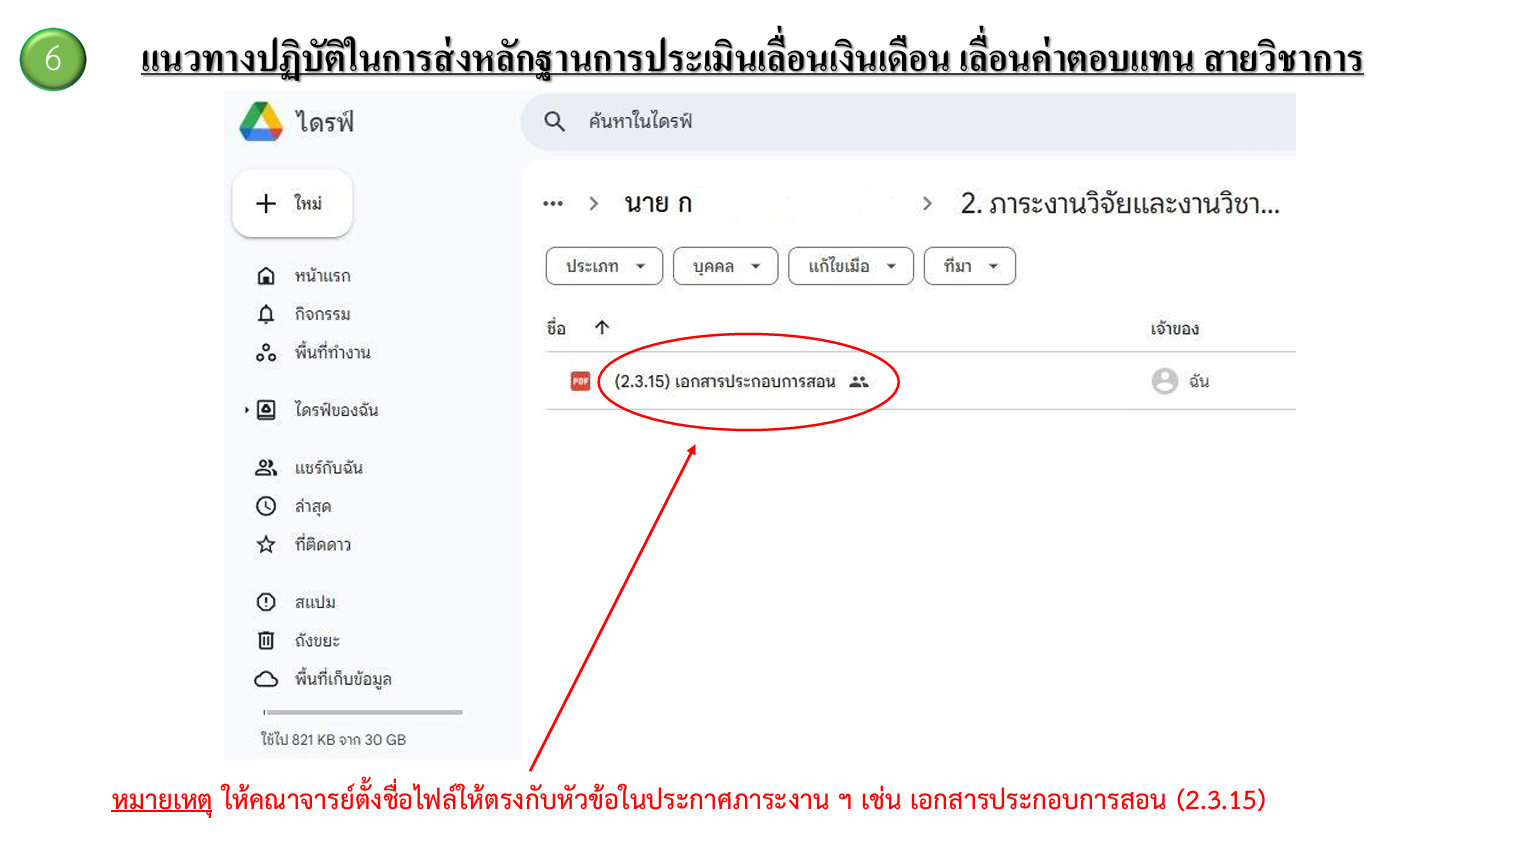 6
แนวทางปฏิบัติในการส่งหลักฐานการประเมินเลื่อนเงินเดือน เลื่อนค่าตอบแทน สายวิชาการ
ไดรฟ์
ค้นหาในไดรฟ์
ใหม่
••• > นาย ก > 2. ภาระงานวิจัยและงานวิชา...
ประเภท บุคคล แก้ไขเมื่อ ที่มา
หน้าแรก
กิจกรรม
พื้นที่ทำงาน
ไดรฟ์ของฉัน
แชร์กับฉัน
ล่าสุด
ที่ติดดาว
สแปม
ถังขยะ
พื้นที่เก็บข้อมูล
ใช้ไป 821 KB จาก 30 GB
ชื่อ เจ้าของ
PDF (2.3.15) เอกสารประกอบการสอน ฉัน
หมายเหตุ ให้คณาจารย์ตั้งชื่อไฟล์ให้ตรงกับหัวข้อในประกาศภาระงาน ฯ เช่น เอกสารประกอบการสอน (2.3.15)